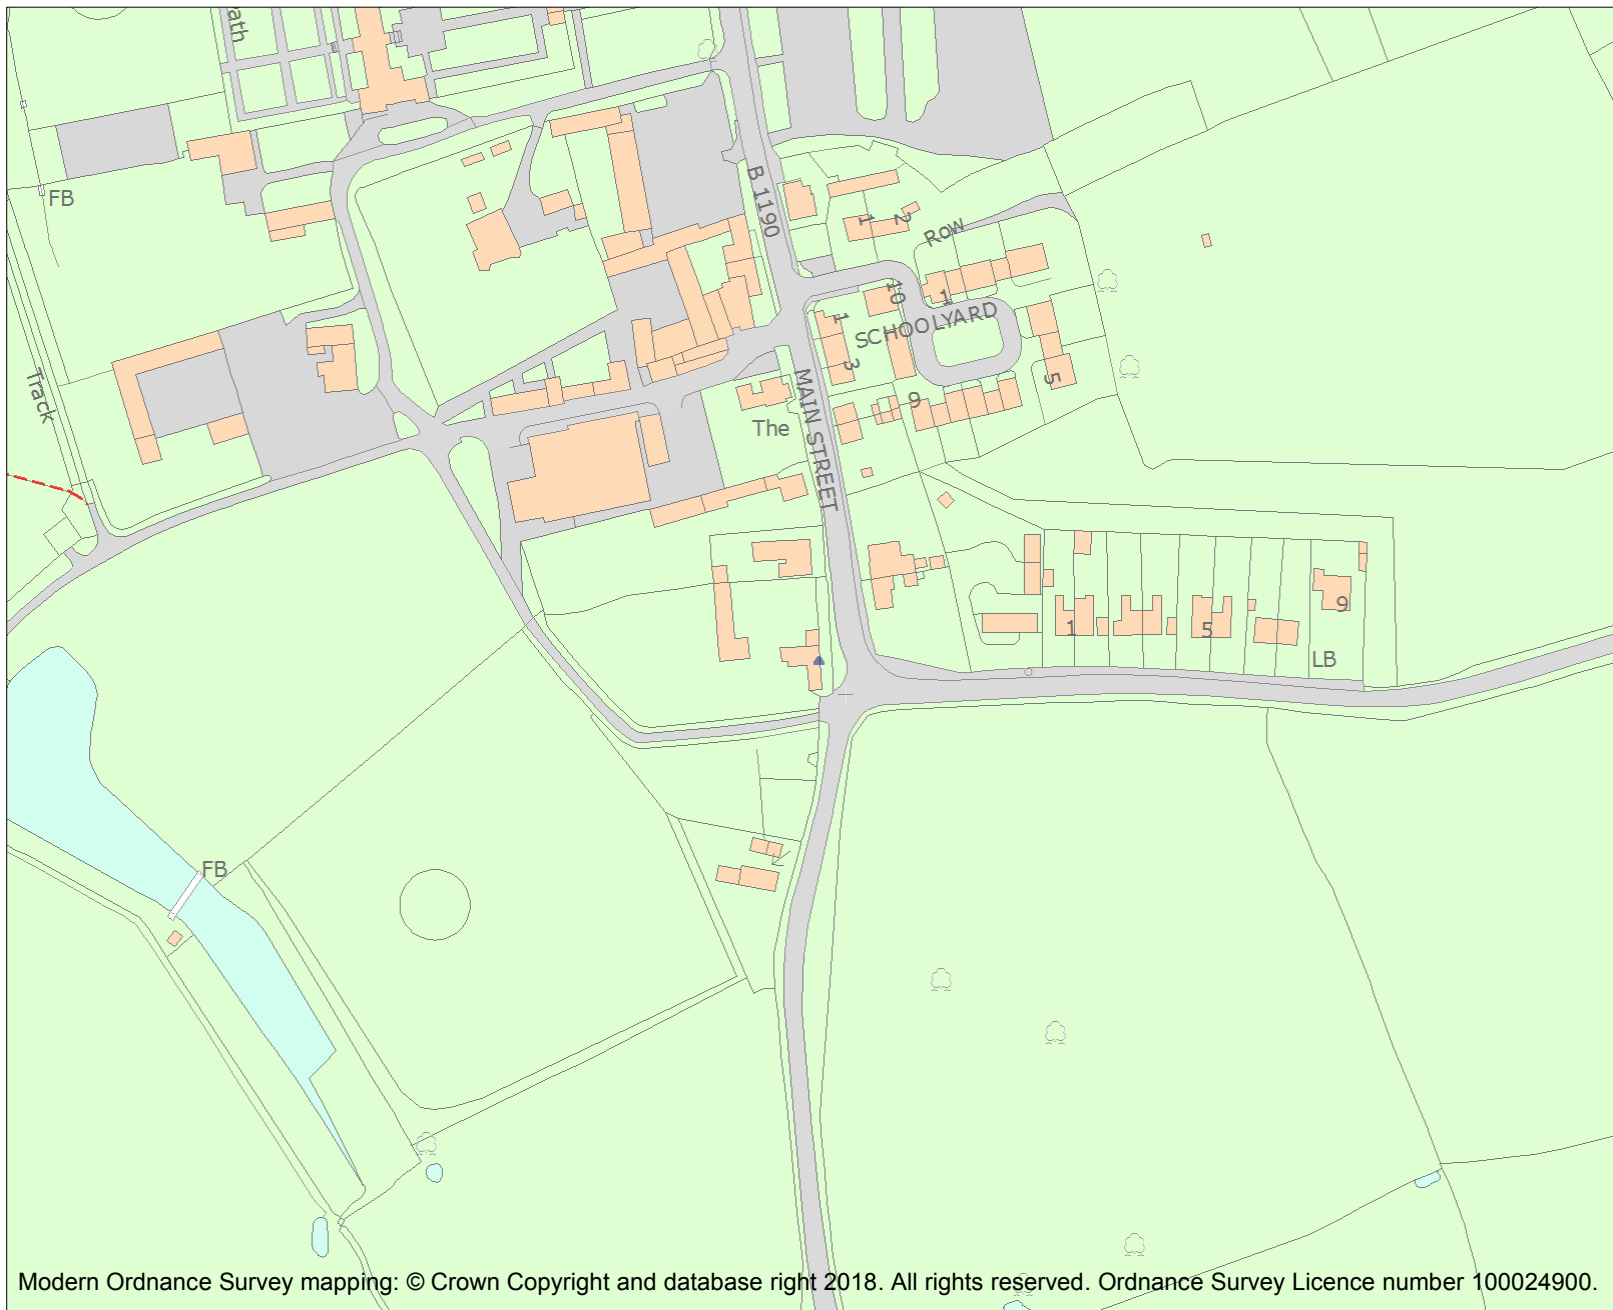 ath
FB
B 1190
1
2
Row
10
1
1
SCHOOLYARD
3
5
Track
MAIN STREET
9
The
1
5
9
LB
FB
Modern Ordnance Survey mapping: © Crown Copyright and database right 2018. All rights reserved. Ordnance Survey Licence number 100024900.